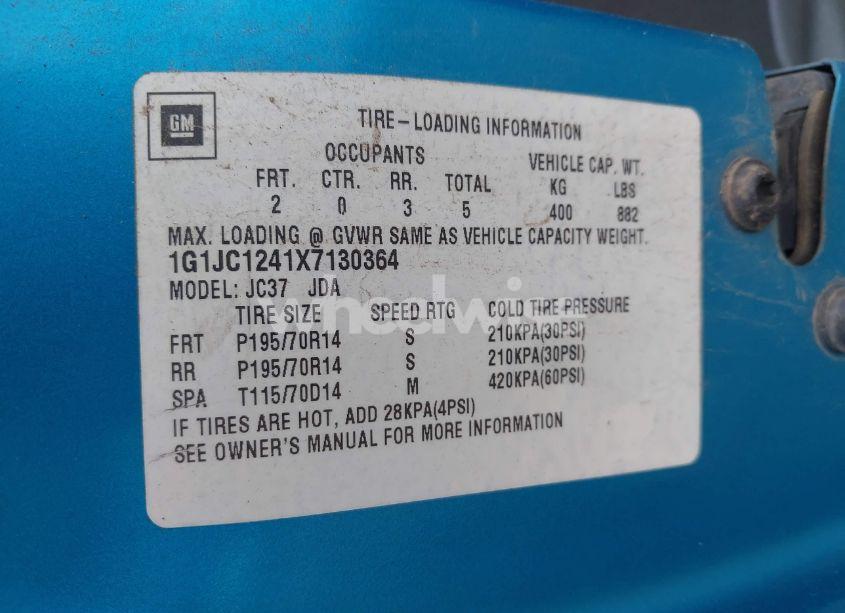 GM
TIRE-LOADING INFORMATION
OCCUPANTS VEHICLE CAP. WT.
FRT. CTR. RR. TOTAL KG LBS
2 0 3 5 400 882
MAX. LOADING @ GVWR SAME AS VEHICLE CAPACITY WEIGHT.
1G1JC1241X7130364
MODEL: JC37 JDA
TIRE SIZE SPEED RTG COLD TIRE PRESSURE
FRT P195/70R14 S 210KPA(30PSI)
RR P195/70R14 S 210KPA(30PSI)
SPA T115/70D14 M 420KPA(60PSI)
IF TIRES ARE HOT, ADD 28KPA(4PSI)
SEE OWNER'S MANUAL FOR MORE INFORMATION